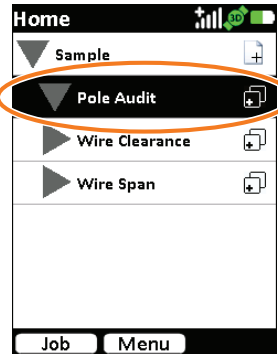 Home
3D
Sample
Pole Audit
Wire Clearance
Wire Span
Job Menu